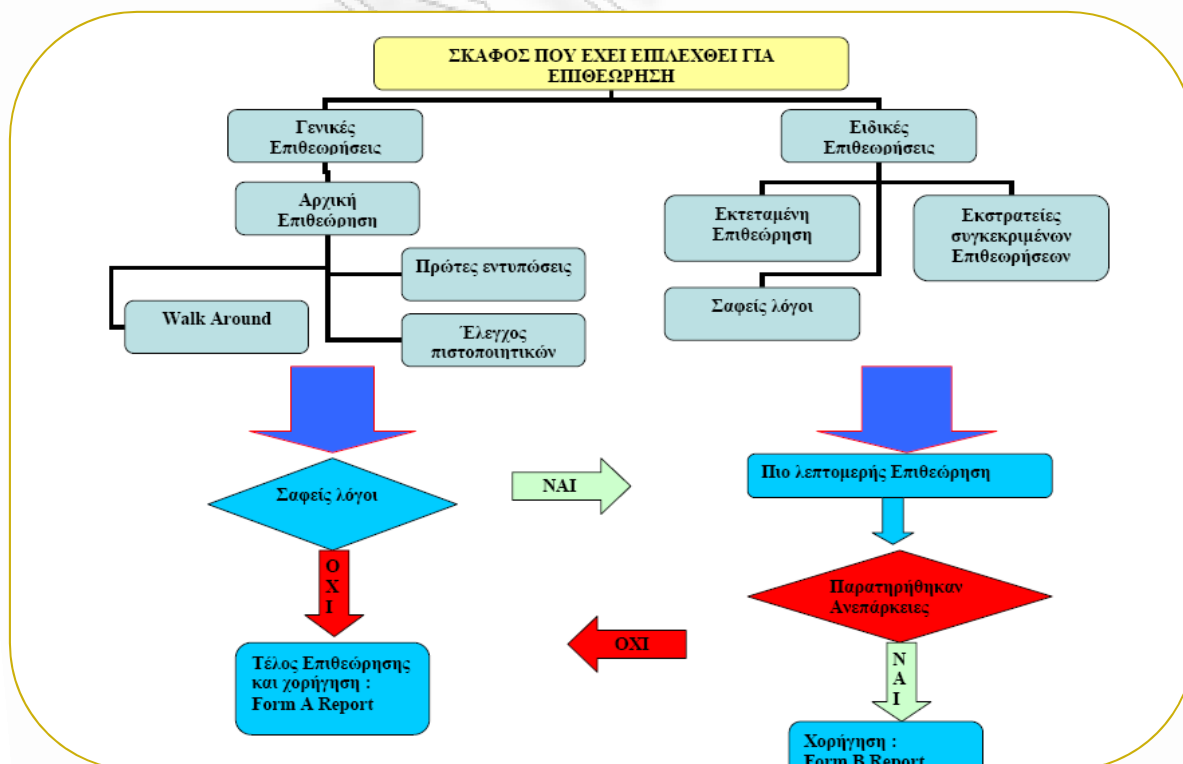 ΣΚΑΦΟΣ ΠΟΥ ΕΧΕΙ ΕΠΙΛΕΧΘΕΙ ΓΙΑ
ΕΠΙΘΕΩΡΗΣΗ
Γενικές
Επιθεωρήσεις
Ειδικές
Επιθεωρήσεις
Αρχική
Επιθεώρηση
Εκτεταμένη
Επιθεώρηση
Εκστρατείες
συγκεκριμένων
Επιθεωρήσεων
Πρώτες εντυπώσεις
Walk Around
Έλεγχος
πιστοποιητικών
Σαφείς λόγοι
Σαφείς λόγοι
ΝΑΙ
Πιο λεπτομερής Επιθεώρηση
Ο
Χ
Ι
Παρατηρήθηκαν
Ανεπάρκειες
ΟΧΙ
Τέλος Επιθεώρησης
και χορήγηση :
Form A Report
Ν
Α
Ι
Χορήγηση :
Form B Report